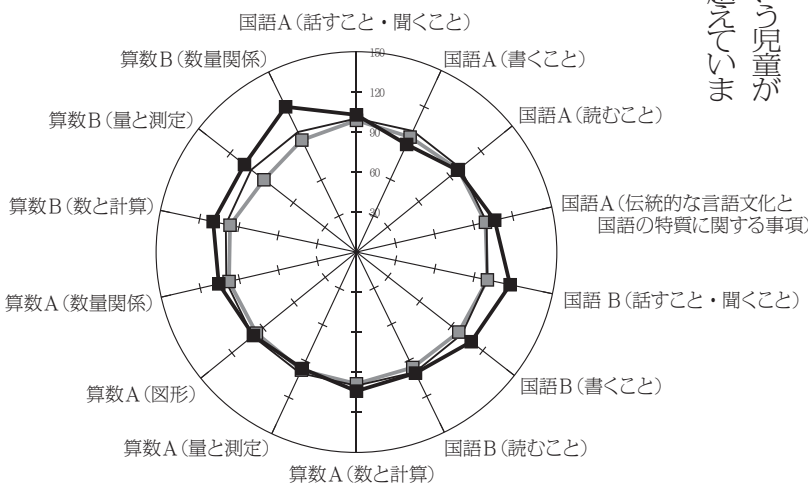 う児童が
超えていま
国語A（話すこと・聞くこと）
国語A（書くこと）
国語A（読むこと）
国語A（伝統的な言語文化と
国語の特質に関する事項）
国語B（話すこと・聞くこと）
国語B（書くこと）
国語B（読むこと）
算数A（数と計算）
算数A（量と測定）
算数A（図形）
算数A（数量関係）
算数B（数と計算）
算数B（量と測定）
算数B（数量関係）
150
120
90
60
30